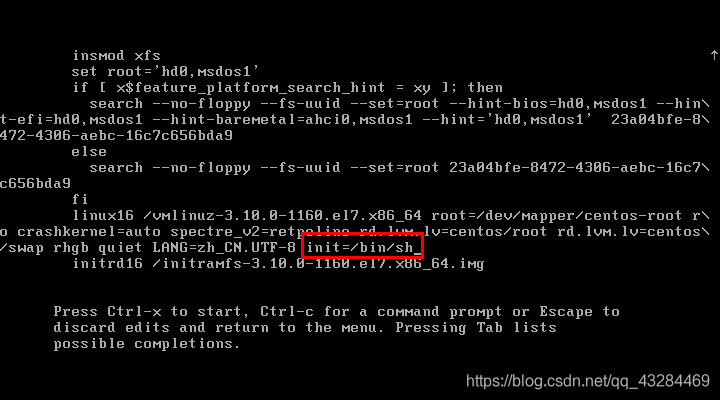 insmod xfs
set root='hd0,msdos1'
if [ x$feature_platform_search_hint = xy ]; then
search --no-floppy --fs-uuid --set=root --hint-bios=hd0,msdos1 --hin\
t-efi=hd0,msdos1 --hint-baremetal=ahci0,msdos1 --hint='hd0,msdos1'  23a04bfe-8\
472-4306-aebc-16c7c656bda9
else
search --no-floppy --fs-uuid --set=root 23a04bfe-8472-4306-aebc-16c7\
c656bda9
fi
linux16 /vmlinuz-3.10.0-1160.el7.x86_64 root=/dev/mapper/centos-root r\
o crashkernel=auto spectre_v2=retpoline rd.lvm.lv=centos/root rd.lvm.lv=centos\
/swap rhgb quiet LANG=zh_CN.UTF-8 init=/bin/sh_
initrd16 /initramfs-3.10.0-1160.el7.x86_64.img
Press Ctrl-x to start, Ctrl-c for a command prompt or Escape to
discard edits and return to the menu. Pressing Tab lists
possible completions.
https://blog.csdn.net/qq_43284469